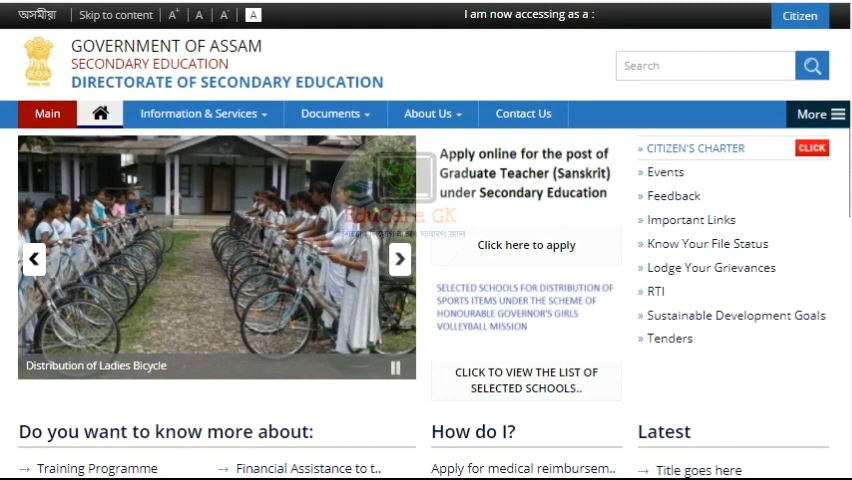 অসমীয়া
Skip to content
A+
A
A-
A
I am now accessing as a :
Citizen
GOVERNMENT OF ASSAM
SECONDARY EDUCATION
DIRECTORATE OF SECONDARY EDUCATION
Search
Main
Information & Services
Documents
About Us
Contact Us
More
Apply online for the post of
Graduate Teacher (Sanskrit)
under Secondary Education
Click here to apply
SELECTED SCHOOLS FOR DISTRIBUTION OF
SPORTS ITEMS UNDER THE SCHEME OF
HONOURABLE GOVERNOR'S GIRLS
VOLLEYBALL MISSION
CLICK TO VIEW THE LIST OF
SELECTED SCHOOLS..
» CITIZEN'S CHARTER
CLICK
» Events
» Feedback
» Important Links
» Know Your File Status
» Lodge Your Grievances
» RTI
» Sustainable Development Goals
» Tenders
EduCare GK
Distribution of Ladies Bicycle
Do you want to know more about:
→ Training Programme
→ Financial Assistance to t..
How do I?
Apply for medical reimbursem..
Latest
→ Title goes here